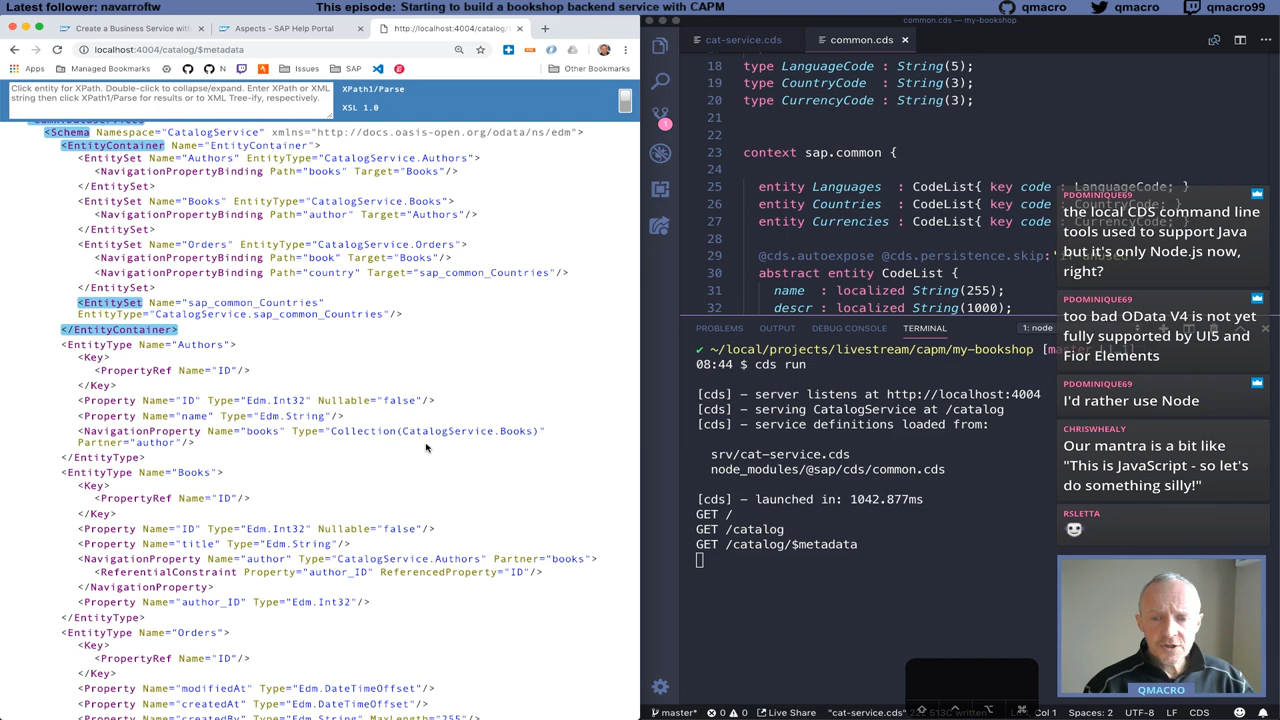 Latest follower: navarroftw
This episode: Starting to build a bookshop backend service with CAPM
qmacro
qmacro
qmacro99
Create a Business Service with
Aspects - SAP Help Portal
http://localhost:4004/catalog/
localhost:4004/catalog/$metadata
Apps
Managed Bookmarks
N
Issues
SAP
Other Bookmarks
Click entity for XPath. Double-click to collapse/expand. Enter XPath or XML
string then click XPath1/Parse for results or to XML Tree-ify, respectively.
XPath1/Parse
XSL 1.0
<Schema Namespace="CatalogService" xmlns="http://docs.oasis-open.org/odata/ns/edm">
<EntityContainer Name="EntityContainer">
<EntitySet Name="Authors" EntityType="CatalogService.Authors">
<NavigationPropertyBinding Path="books" Target="Books"/>
</EntitySet>
<EntitySet Name="Books" EntityType="CatalogService.Books">
<NavigationPropertyBinding Path="author" Target="Authors"/>
</EntitySet>
<EntitySet Name="Orders" EntityType="CatalogService.Orders">
<NavigationPropertyBinding Path="book" Target="Books"/>
<NavigationPropertyBinding Path="country" Target="sap_common_Countries"/>
</EntitySet>
<EntitySet Name="sap_common_Countries"
EntityType="CatalogService.sap_common_Countries"/>
</EntityContainer>
<EntityType Name="Authors">
<Key>
<PropertyRef Name="ID"/>
</Key>
<Property Name="ID" Type="Edm.Int32" Nullable="false"/>
<Property Name="name" Type="Edm.String"/>
<NavigationProperty Name="books" Type="Collection(CatalogService.Books)"
Partner="author"/>
</EntityType>
<EntityType Name="Books">
<Key>
<PropertyRef Name="ID"/>
</Key>
<Property Name="ID" Type="Edm.Int32" Nullable="false"/>
<Property Name="title" Type="Edm.String"/>
<NavigationProperty Name="author" Type="CatalogService.Authors" Partner="books">
<ReferentialConstraint Property="author_ID" ReferencedProperty="ID"/>
</NavigationProperty>
<Property Name="author_ID" Type="Edm.Int32"/>
</EntityType>
<EntityType Name="Orders">
<Key>
<PropertyRef Name="ID"/>
</Key>
<Property Name="modifiedAt" Type="Edm.DateTimeOffset"/>
<Property Name="createdAt" Type="Edm.DateTimeOffset"/>
<Property Name="createdBy" Type="Edm.String" MaxLength="255"/>
common.cds — my-bookshop
cat-service.cds
common.cds
18 type LanguageCode : String(5);
19 type CountryCode : String(3);
20 type CurrencyCode : String(3);
21
22
23 context sap.common {
24
25 entity Languages : CodeList{ key code : LanguageCode; }
26 entity Countries : CodeList{ key code : CountryCode; }
27 entity Currencies : CodeList{ key code : CurrencyCode; }
28
29 @cds.autoexpose @cds.persistence.skip:
30 abstract entity CodeList {
31 name : localized String(255);
32 descr : localized String(1000);
PROBLEMS
OUTPUT
DEBUG CONSOLE
TERMINAL
1: node
✔ ~/local/projects/livestream/capm/my-bookshop [
08:44 $ cds run
[cds] - server listens at http://localhost:4004
[cds] - serving CatalogService at /catalog
[cds] - service definitions loaded from:
srv/cat-service.cds
node_modules/@sap/cds/common.cds
[cds] - launched in: 1042.877ms
GET /
GET /catalog
GET /catalog/$metadata
PDOMINIQUE69
the local CDS command line
tools used to support Java
but it's only Node.js now,
right?
PDOMINIQUE69
too bad OData V4 is not yet
fully supported by UI5 and
Fior Elements
PDOMINIQUE69
I'd rather use Node
CHRISWHEALY
Our mantra is a bit like
"This is JavaScript - so let's
do something silly!"
RSLETTA
QMACRO
master*
0
0
Live Share
"cat-service.cds"
Col 1
Spaces: 2
UTF-8
LF
CDS